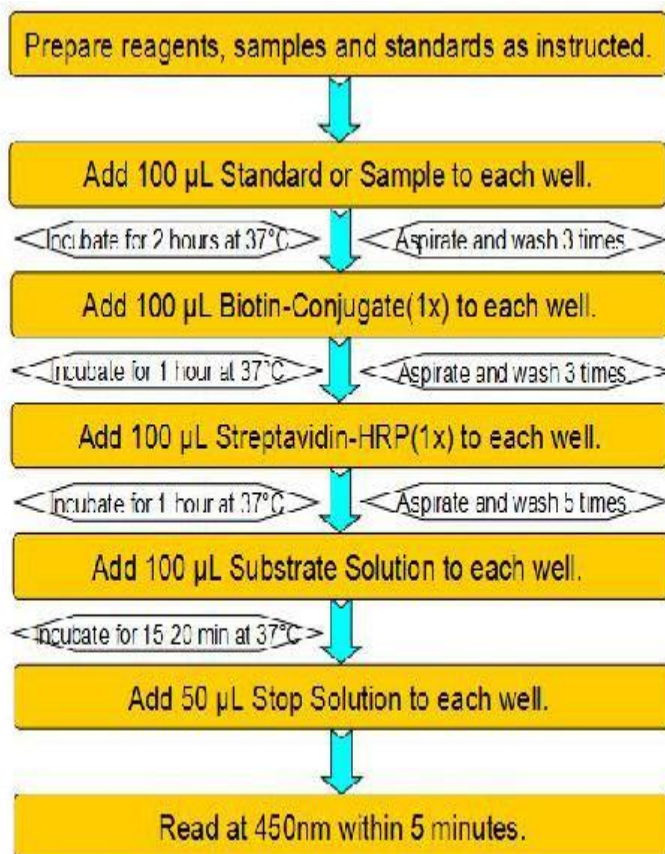 Prepare reagents, samples and standards as instructed.
Add 100 µL Standard or Sample to each well.
Incubate for 2 hours at 37°C
Aspirate and wash 3 times
Add 100 µL Biotin-Conjugate(1x) to each well.
Incubate for 1 hour at 37°C
Aspirate and wash 3 times
Add 100 µL Streptavidin-HRP(1x) to each well.
Incubate for 1 hour at 37°C
Aspirate and wash 5 times
Add 100 µL Substrate Solution to each well.
Incubate for 15 20 min at 37°C
Add 50 µL Stop Solution to each well.
Read at 450nm within 5 minutes.